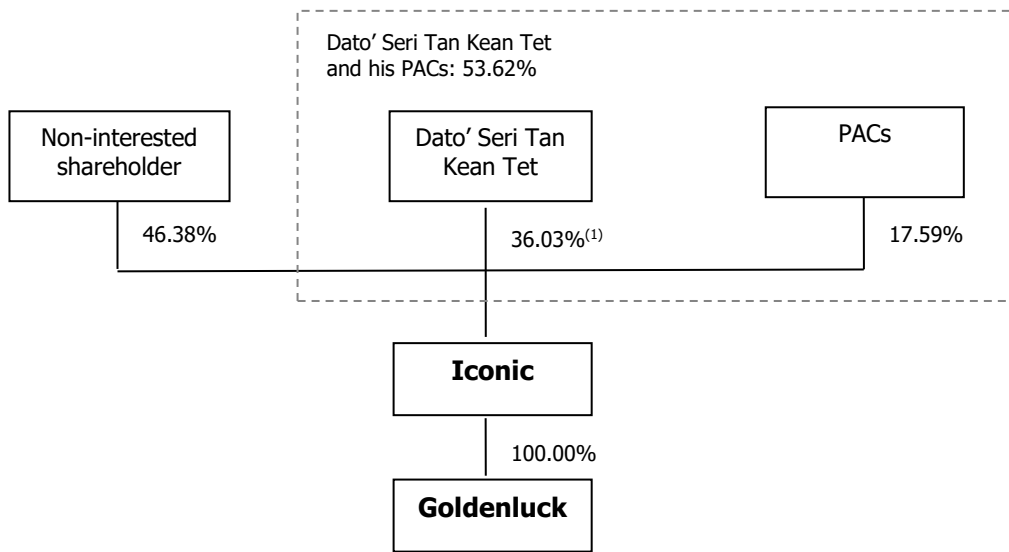 Dato’ Seri Tan Kean Tet
and his PACs: 53.62%
Non-interested
shareholder
Dato’ Seri Tan
Kean Tet
PACs
46.38%
36.03%(1)
17.59%
Iconic
100.00%
Goldenluck